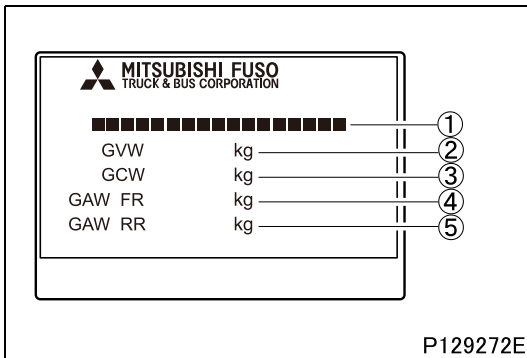 MITSUBISHI FUSO
TRUCK & BUS CORPORATION
①
GVW kg ②
GCW kg ③
GAW FR kg ④
GAW RR kg ⑤
P129272E